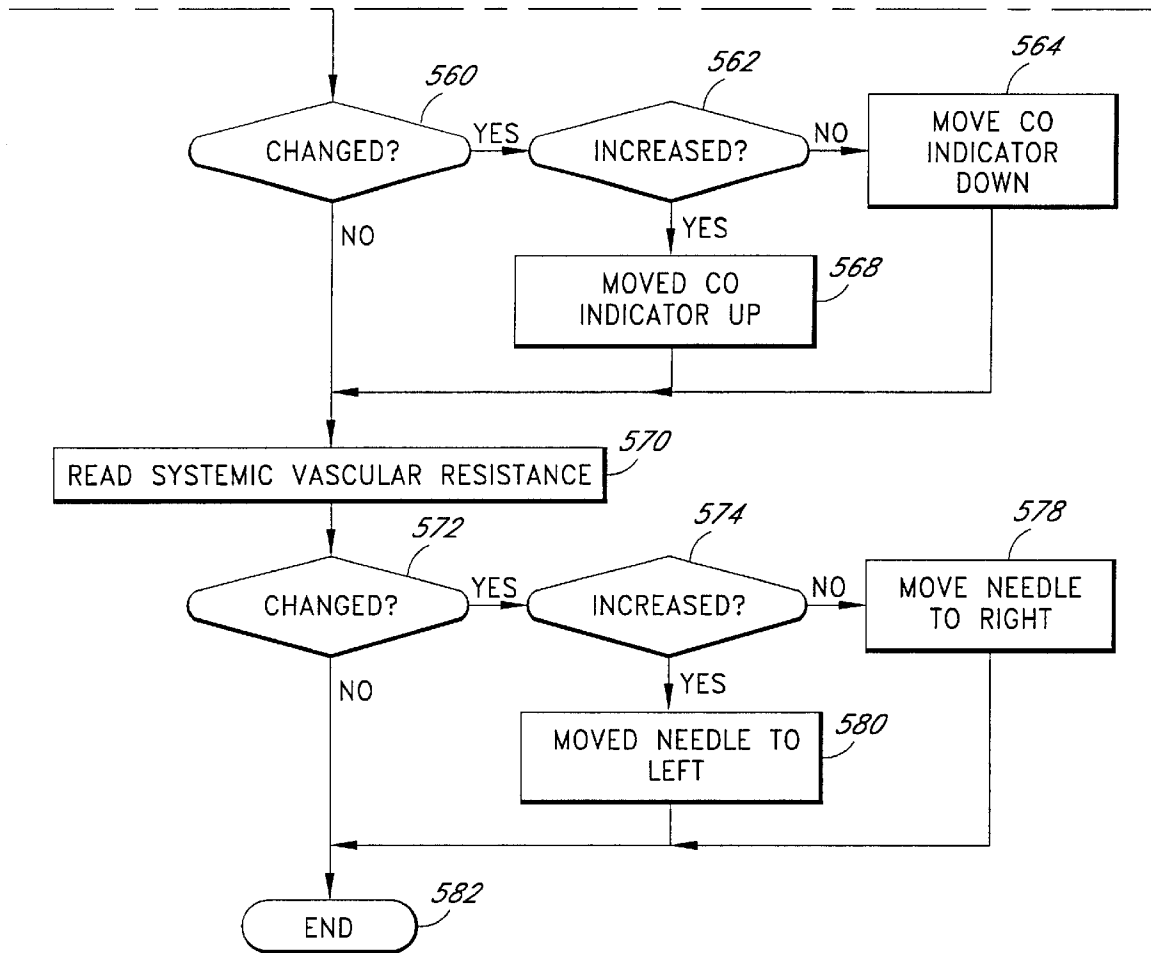 560
562
564
CHANGED?
YES
INCREASED?
NO
MOVE CO
INDICATOR
DOWN
NO
YES
MOVED CO
INDICATOR UP
568
READ SYSTEMIC VASCULAR RESISTANCE
570
572
574
578
CHANGED?
YES
INCREASED?
NO
MOVE NEEDLE
TO RIGHT
NO
YES
MOVED NEEDLE TO
LEFT
580
END
582